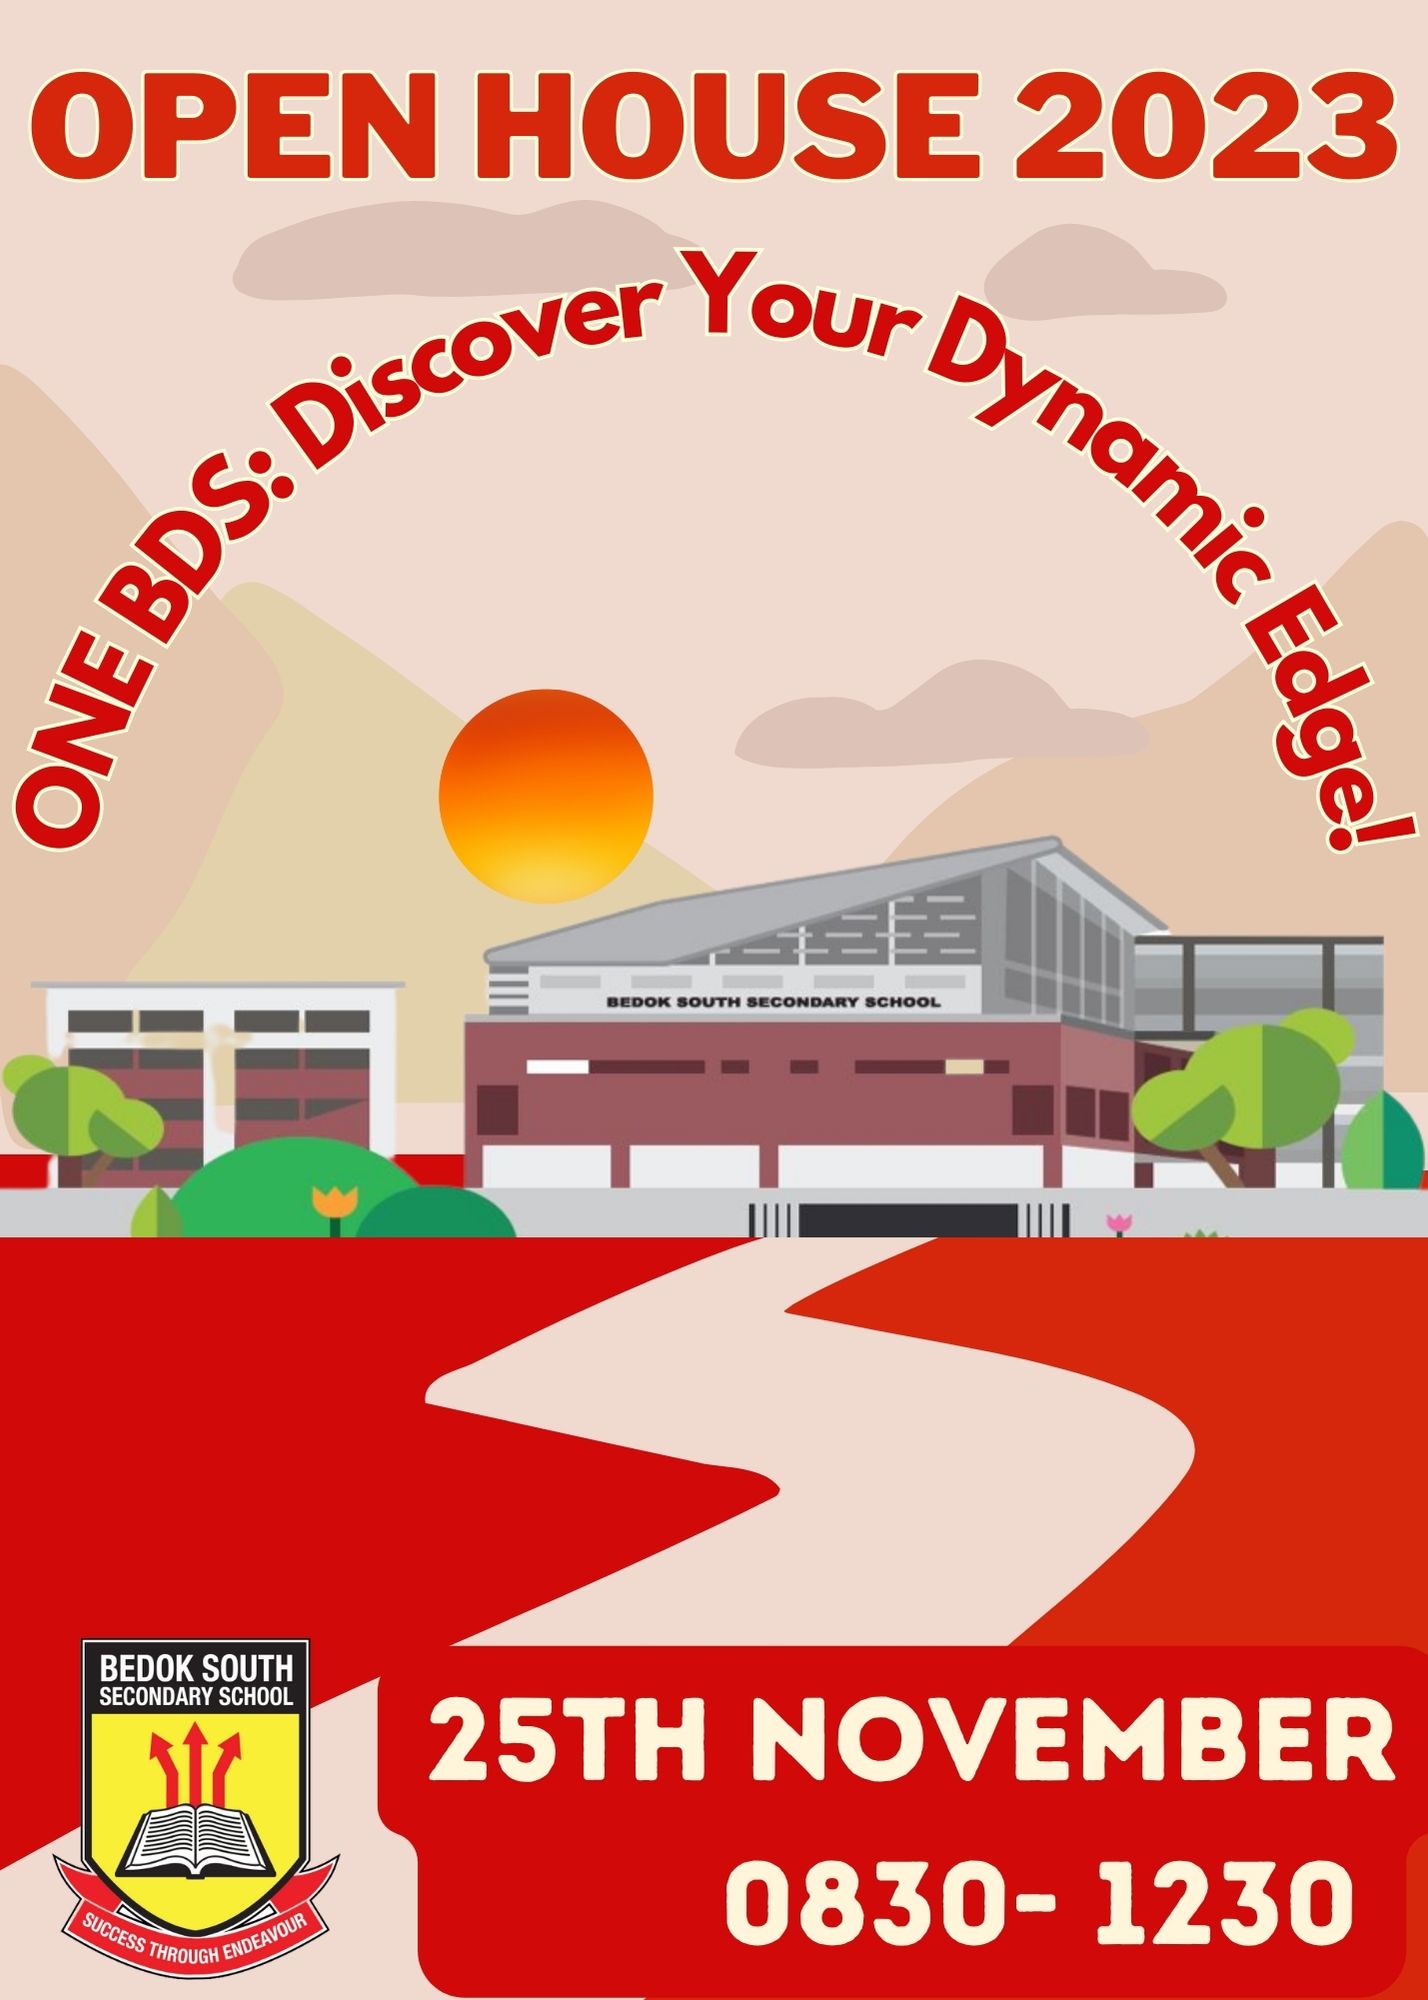 OPEN HOUSE 2023
ONE BDS: Discover Your Dynamic Edge!
BEDOK SOUTH SECONDARY SCHOOL
BEDOK SOUTH
SECONDARY SCHOOL
SUCCESS THROUGH ENDEAVOUR
25TH NOVEMBER
0830- 1230